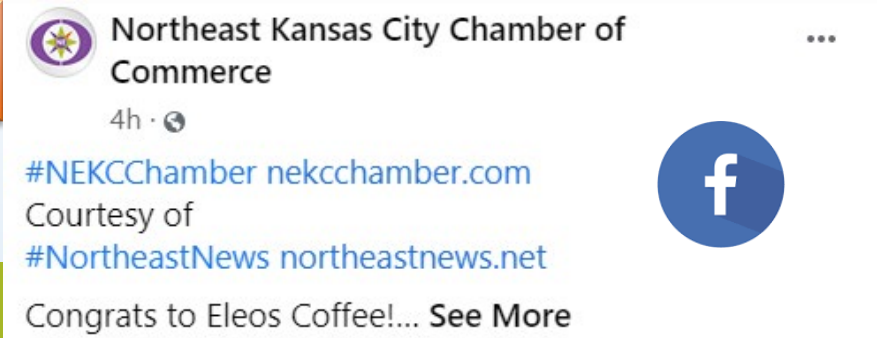 Northeast Kansas City Chamber of
Commerce
4h ·
#NEKCChamber nekcchamber.com
Courtesy of
#NortheastNews northeastnews.net
Congrats to Eleos Coffee!... See More